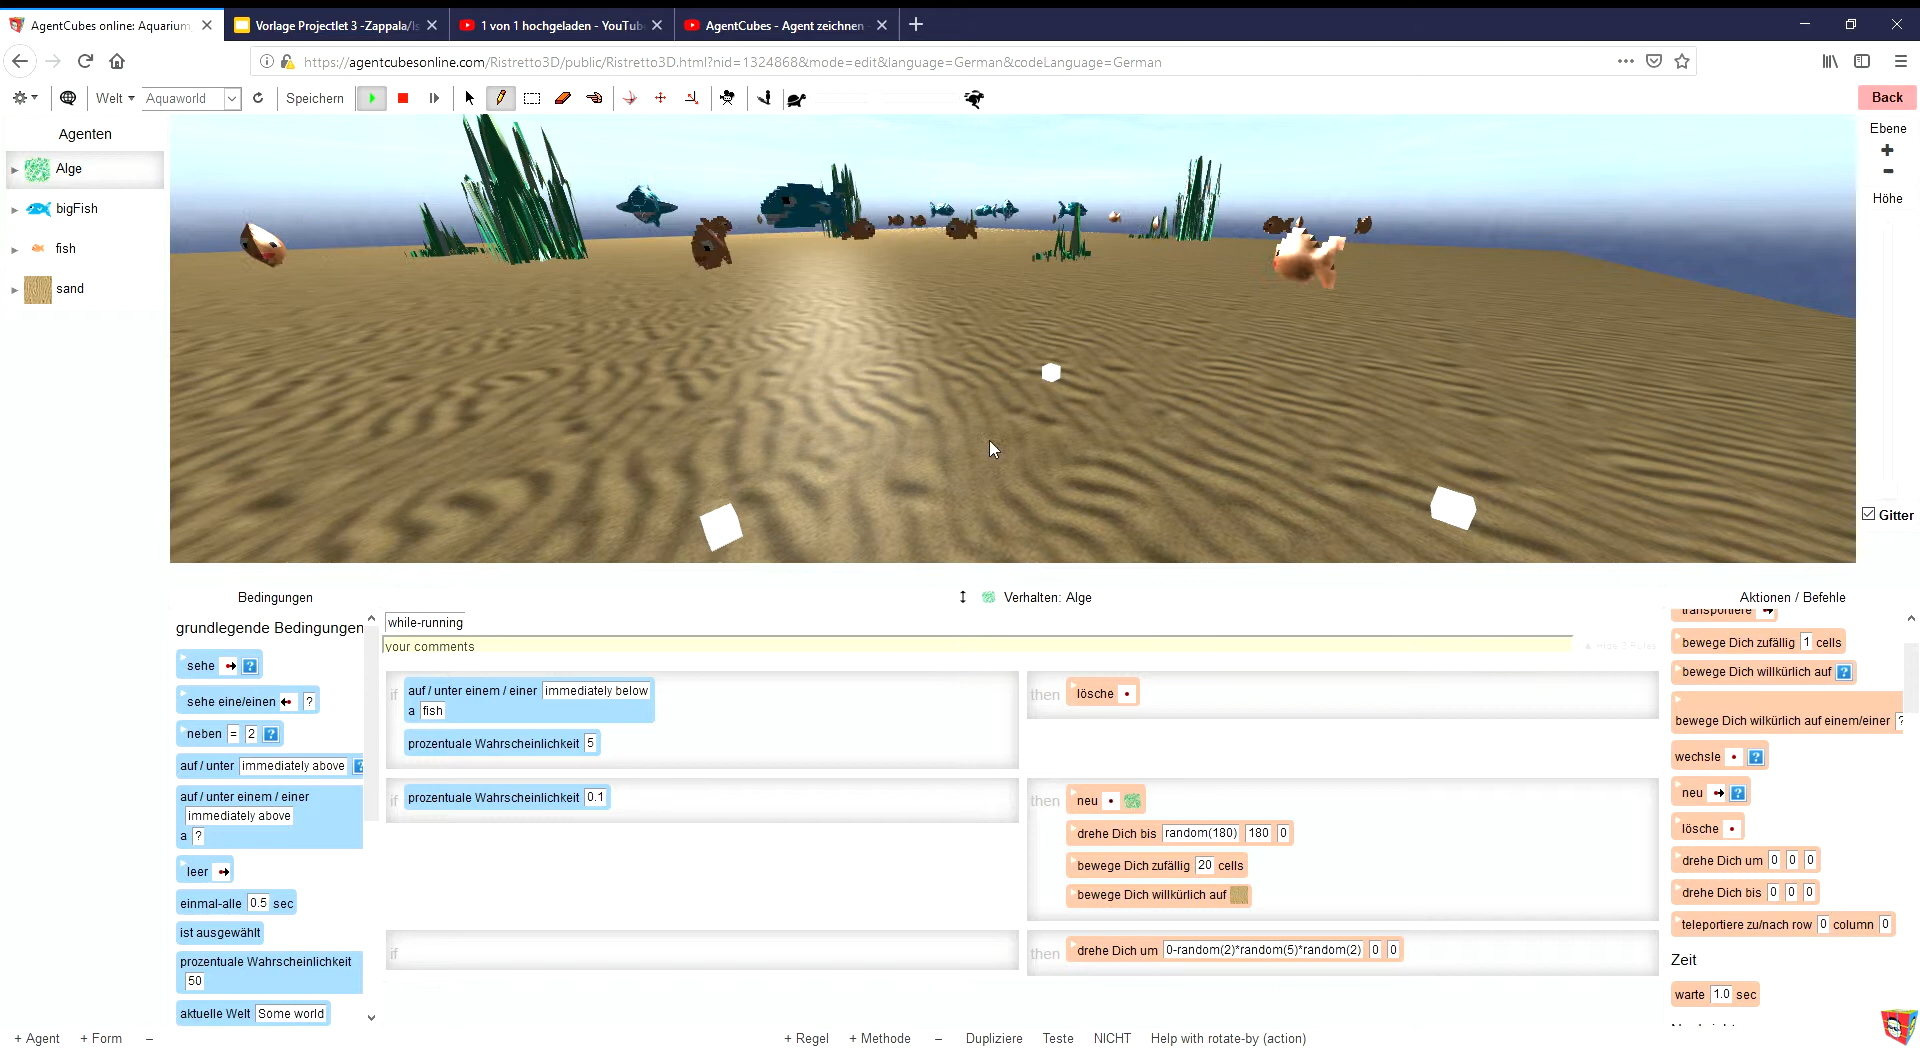 AgentCubes online: Aquarium
Vorlage Projectlet 3 -Zappala/Is
1 von 1 hochgeladen - YouTube
AgentCubes - Agent zeichnen
https://agentcubesonline.com/Ristretto3D/public/Ristretto3D.html?nid=1324868&mode=edit&language=German&codeLanguage=German
Welt
Aquaworld
Speichern
Back
Agenten
Alge
bigFish
fish
sand
Ebene
+
-
Höhe
Gitter
Bedingungen
Verhalten: Alge
Aktionen / Befehle
grundlegende Bedingungen
sehe ?
sehe eine/einen ?
neben = 2 ?
auf / unter immediately above ?
auf / unter einem / einer
immediately above
a ?
leer
einmal-alle 0.5 sec
ist ausgewählt
prozentuale Wahrscheinlichkeit
50
aktuelle Welt Some world
while-running
your comments
if auf / unter einem / einer immediately below
a fish
prozentuale Wahrscheinlichkeit 5
then lösche
if prozentuale Wahrscheinlichkeit 0.1
then neu
drehe Dich bis random(180) 180 0
bewege Dich zufällig 20 cells
bewege Dich willkürlich auf
if
then drehe Dich um 0-random(2)*random(5)*random(2) 0 0
transportiere
bewege Dich zufällig 1 cells
bewege Dich willkürlich auf ?
bewege Dich wilkürlich auf einem/einer ?
wechsle ?
neu ?
lösche
drehe Dich um 0 0 0
drehe Dich bis 0 0 0
teleportiere zu/nach row 0 column 0
Zeit
warte 1.0 sec
+ Agent + Form –
+ Regel + Methode – Dupliziere Teste NICHT Help with rotate-by (action)